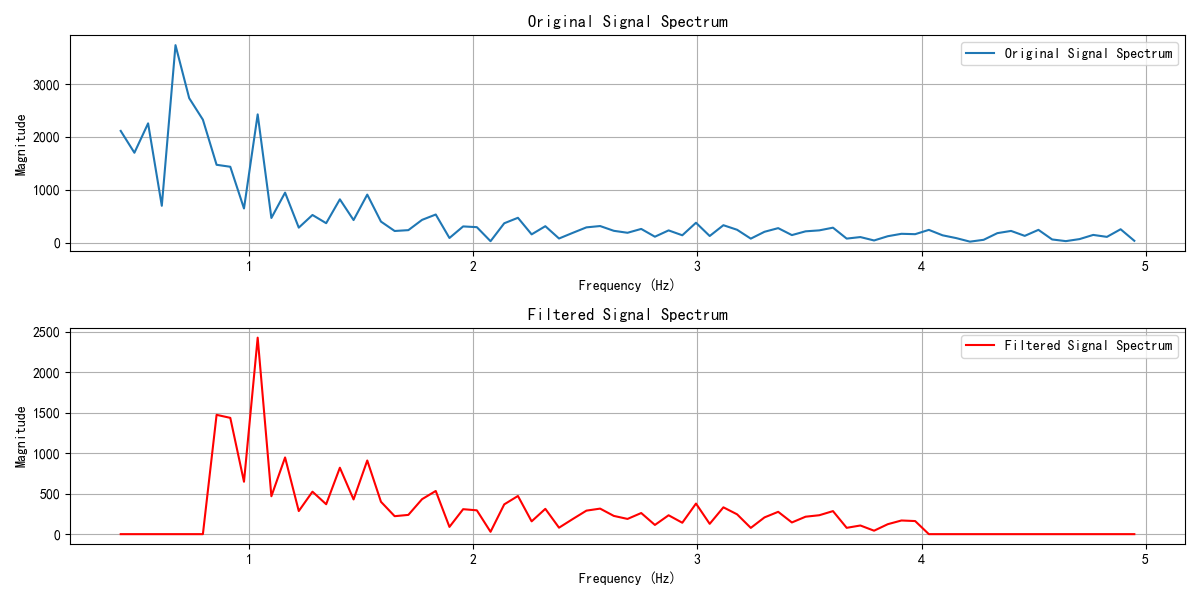 Original Signal Spectrum
Original Signal Spectrum
3000
2000
1000
0
Magnitude
1 2 3 4 5
Frequency (Hz)
Filtered Signal Spectrum
Filtered Signal Spectrum
2500
2000
1500
1000
500
0
Magnitude
1 2 3 4 5
Frequency (Hz)